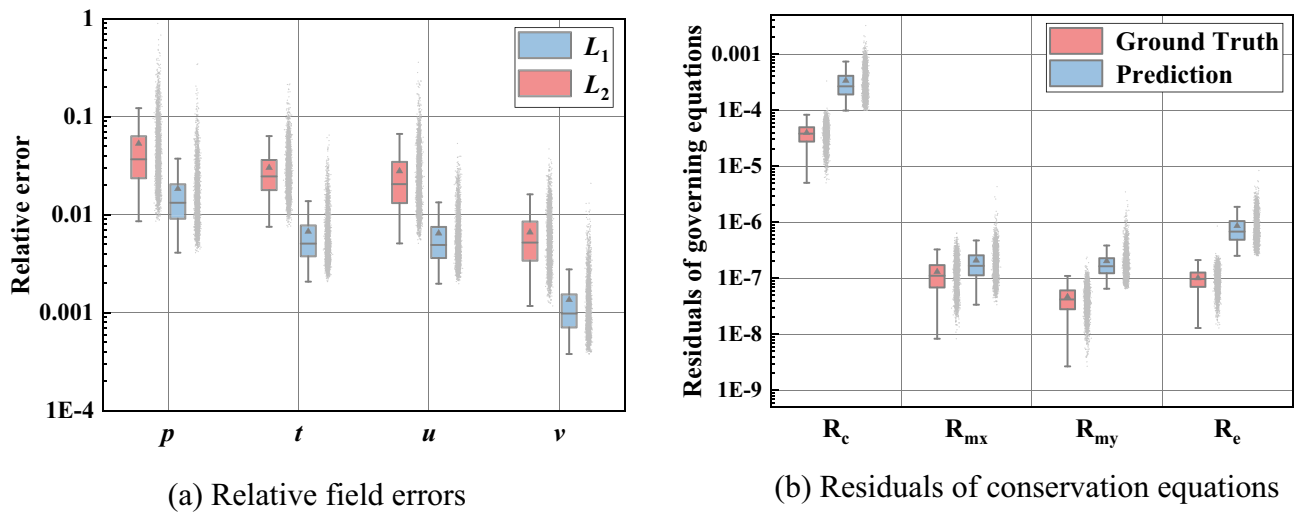 Relative error
1
0.1
0.01
0.001
1E-4
L1
L2
p t u v
(a) Relative field errors
Residuals of governing equations
0.001
1E-4
1E-5
1E-6
1E-7
1E-8
1E-9
Ground Truth
Prediction
Rc Rmx Rmy Re
(b) Residuals of conservation equations